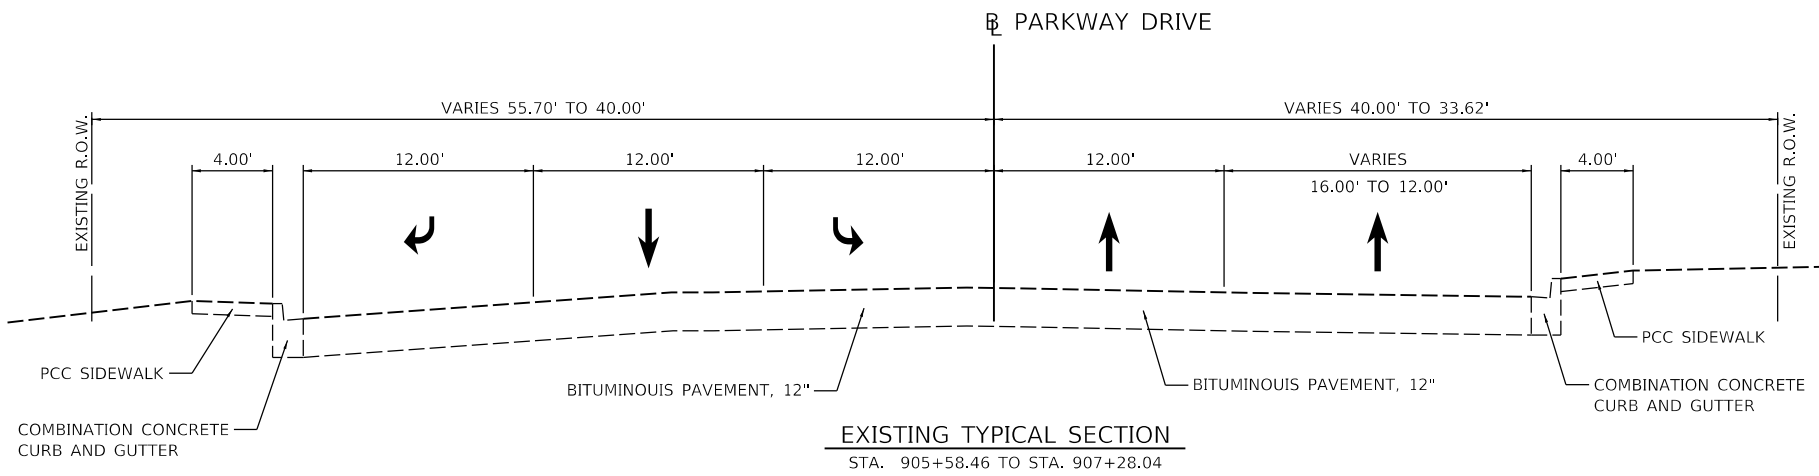 ℄ PARKWAY DRIVE
VARIES 55.70' TO 40.00'
VARIES 40.00' TO 33.62'
EXISTING R.O.W.
EXISTING R.O.W.
4.00'
12.00'
12.00'
12.00'
12.00'
VARIES
16.00' TO 12.00'
4.00'
PCC SIDEWALK
BITUMINOUIS PAVEMENT, 12"
BITUMINOUIS PAVEMENT, 12"
PCC SIDEWALK
COMBINATION CONCRETE
CURB AND GUTTER
COMBINATION CONCRETE
CURB AND GUTTER
EXISTING TYPICAL SECTION
STA. 905+58.46 TO STA. 907+28.04